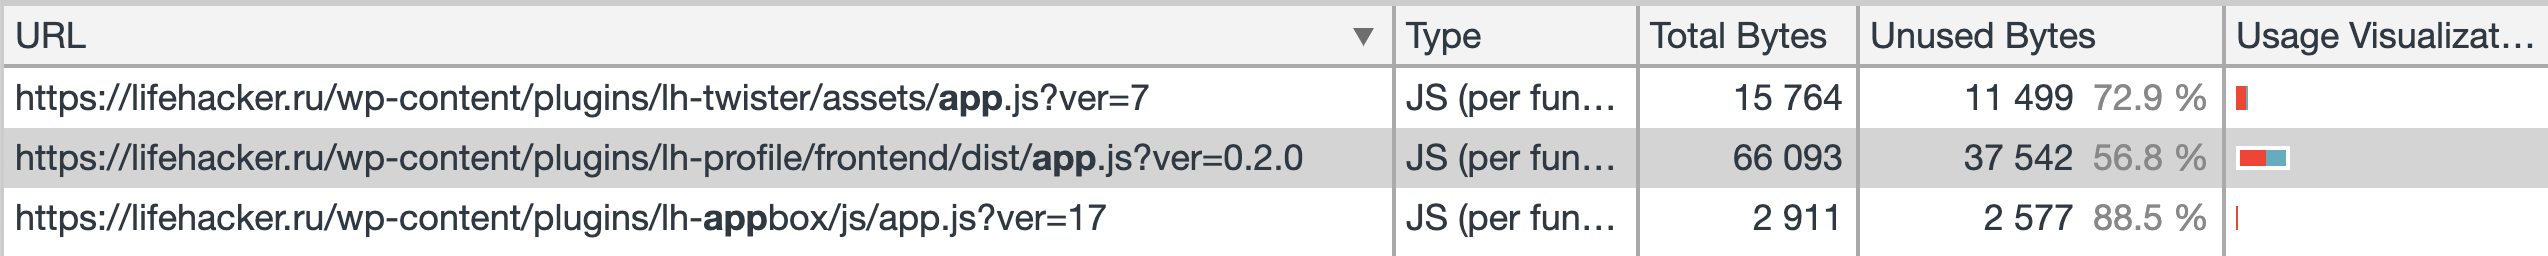 URL ▼ Type Total Bytes Unused Bytes Usage Visualizat…
https://lifehacker.ru/wp-content/plugins/lh-twister/assets/app.js?ver=7 JS (per fun… 15 764 11 499 72.9 %
https://lifehacker.ru/wp-content/plugins/lh-profile/frontend/dist/app.js?ver=0.2.0 JS (per fun… 66 093 37 542 56.8 %
https://lifehacker.ru/wp-content/plugins/lh-appbox/js/app.js?ver=17 JS (per fun… 2 911 2 577 88.5 %